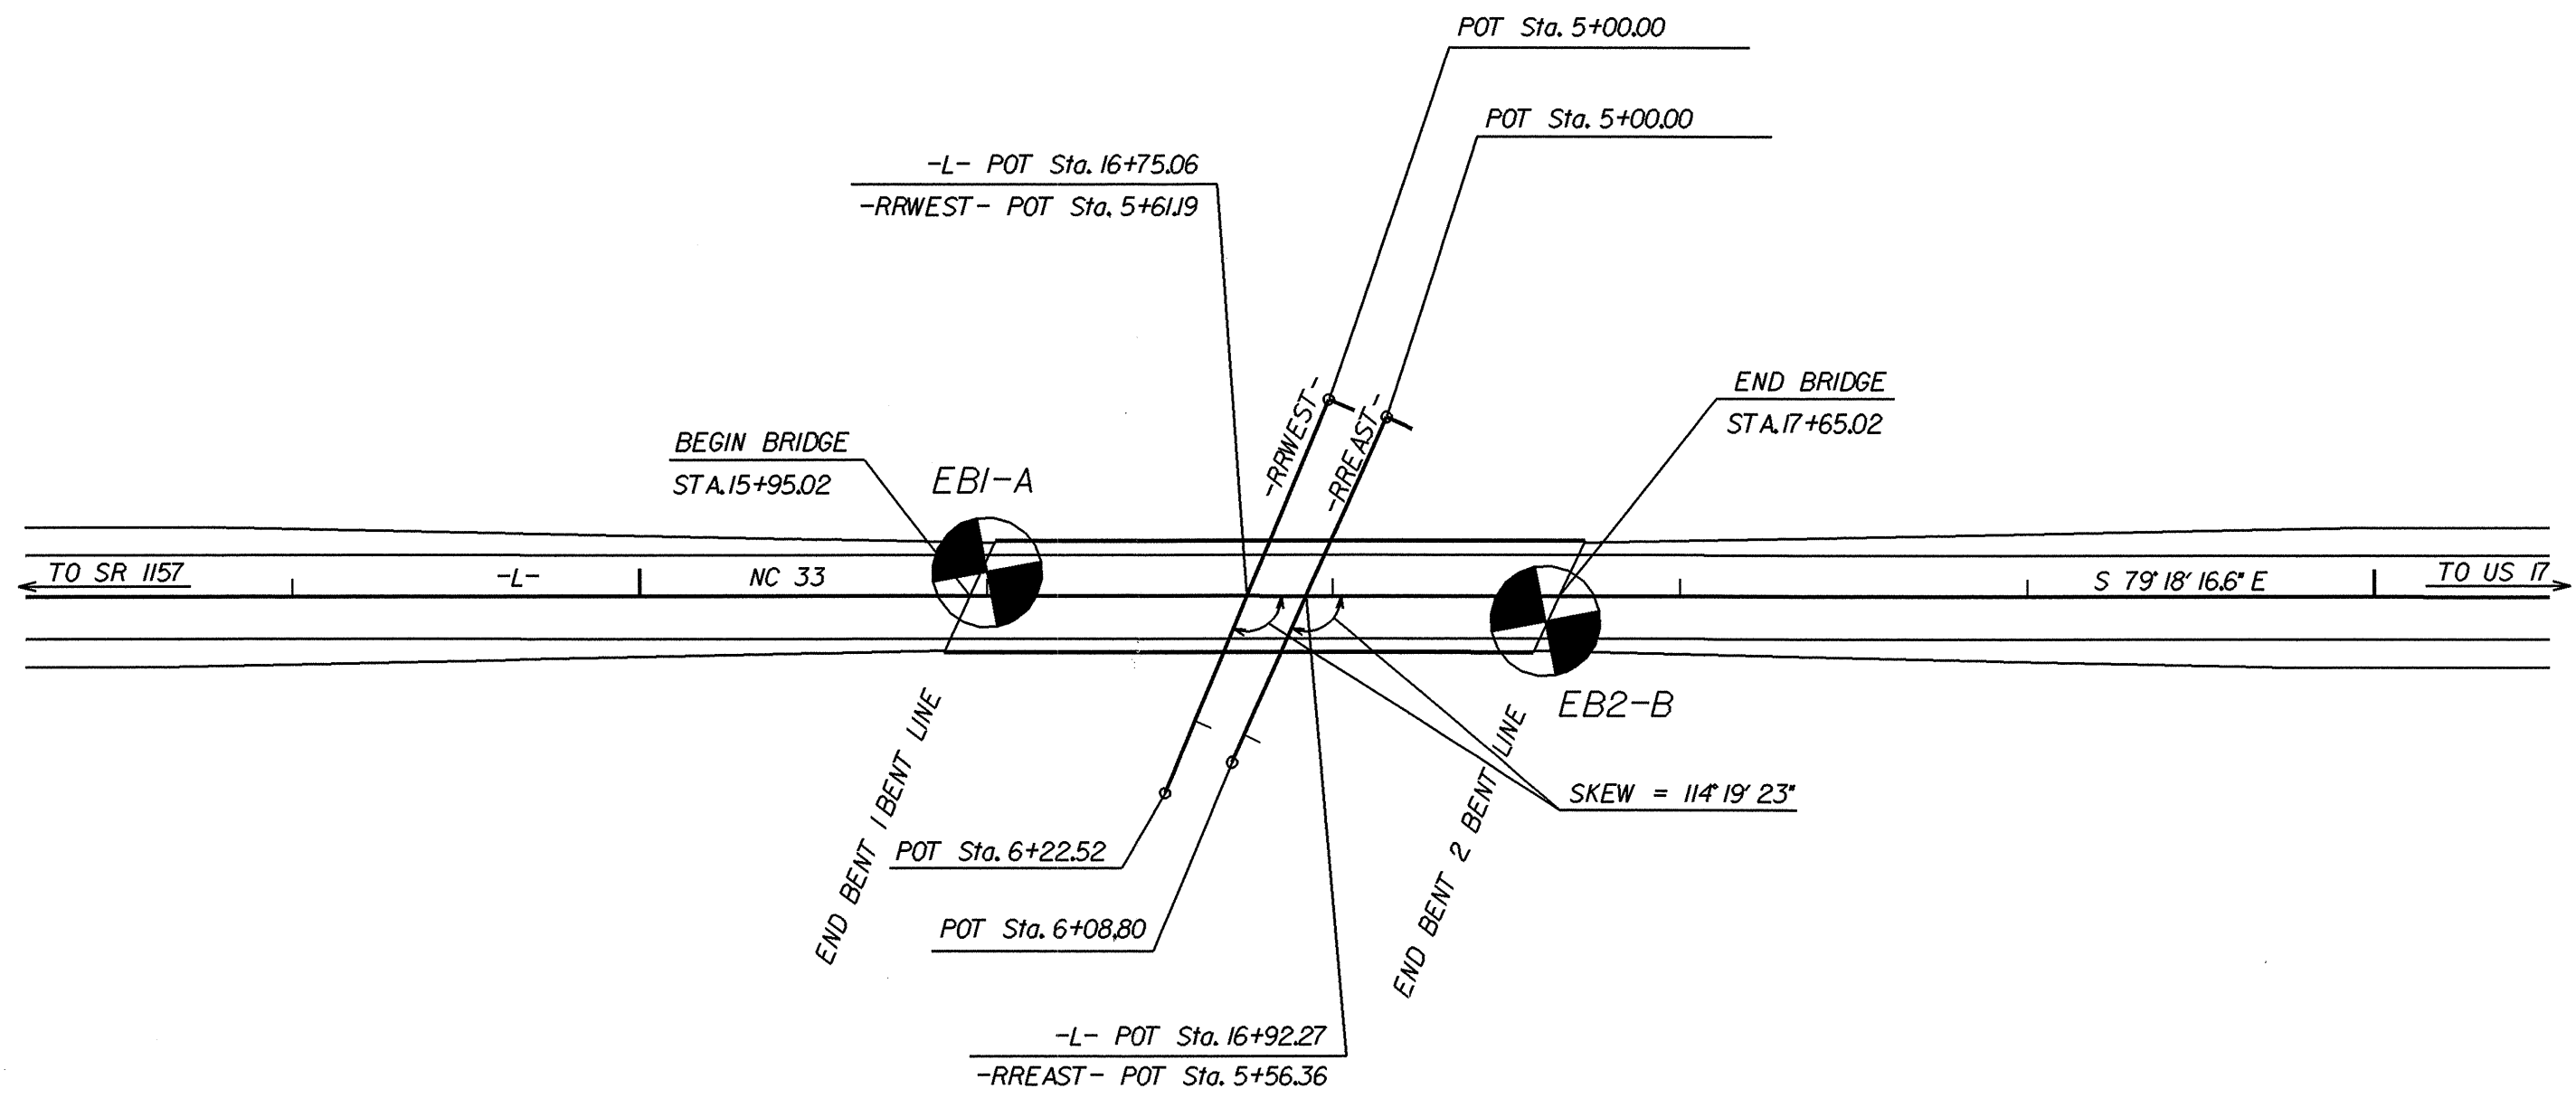 POT Sta. 5+00.00
POT Sta. 5+00.00
-L- POT Sta. 16+75.06
-RRWEST- POT Sta. 5+61.19
END BRIDGE
STA.17+65.02
BEGIN BRIDGE
STA.15+95.02
EB1-A
-RRWEST-
-RREAST-
TO SR 1157
-L-
NC 33
S 79° 18' 16.6" E
TO US 17
EB2-B
END BENT 1 BENT LINE
END BENT 2 BENT LINE
SKEW = 114° 19' 23"
POT Sta. 6+22.52
POT Sta. 6+08.80
-L- POT Sta. 16+92.27
-RREAST- POT Sta. 5+56.36